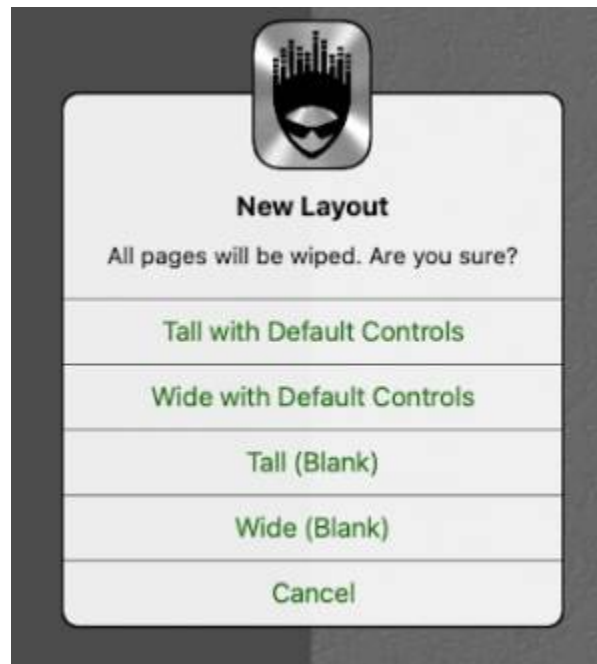 New Layout
All pages will be wiped. Are you sure?
Tall with Default Controls
Wide with Default Controls
Tall (Blank)
Wide (Blank)
Cancel